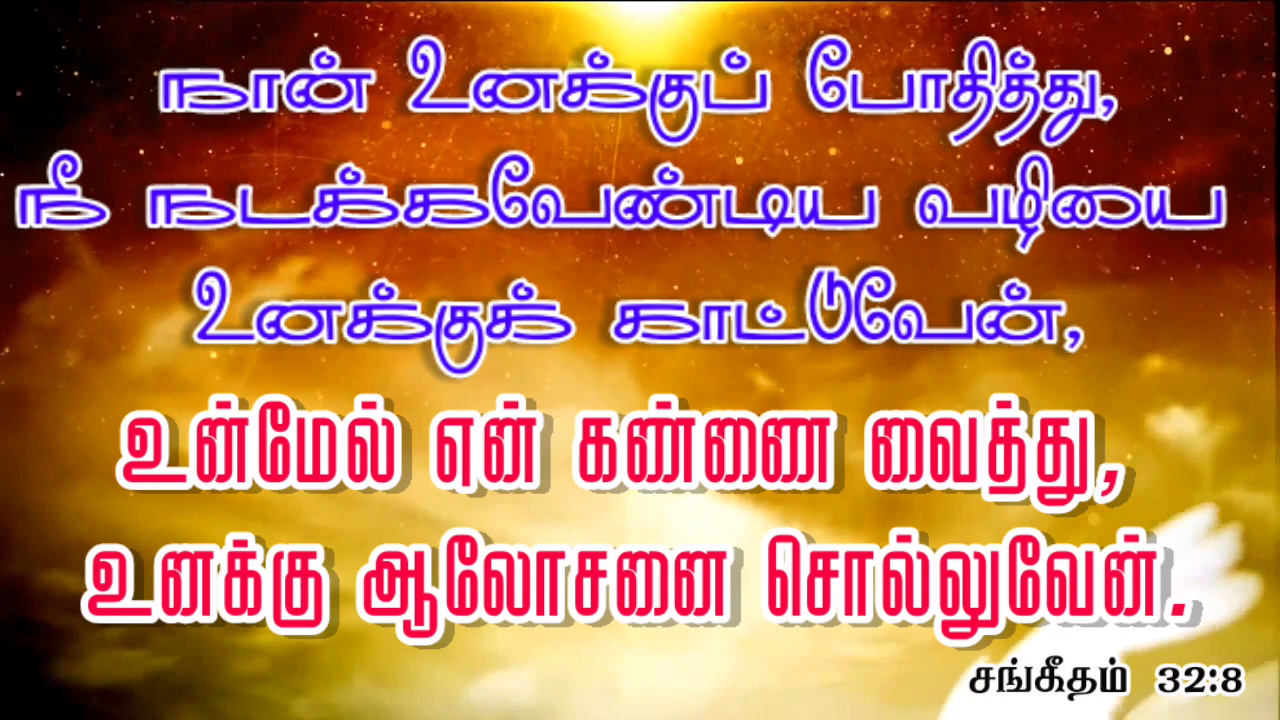 நான் உனக்குப் போதித்து,
நீ நடக்கவேண்டிய வழியை
உனக்குக் காட்டுவேன்,
உன்மேல் என் கண்ணை வைத்து,
உனக்கு ஆலோசனை சொல்லுவேன்.
சங்கீதம் 32:8